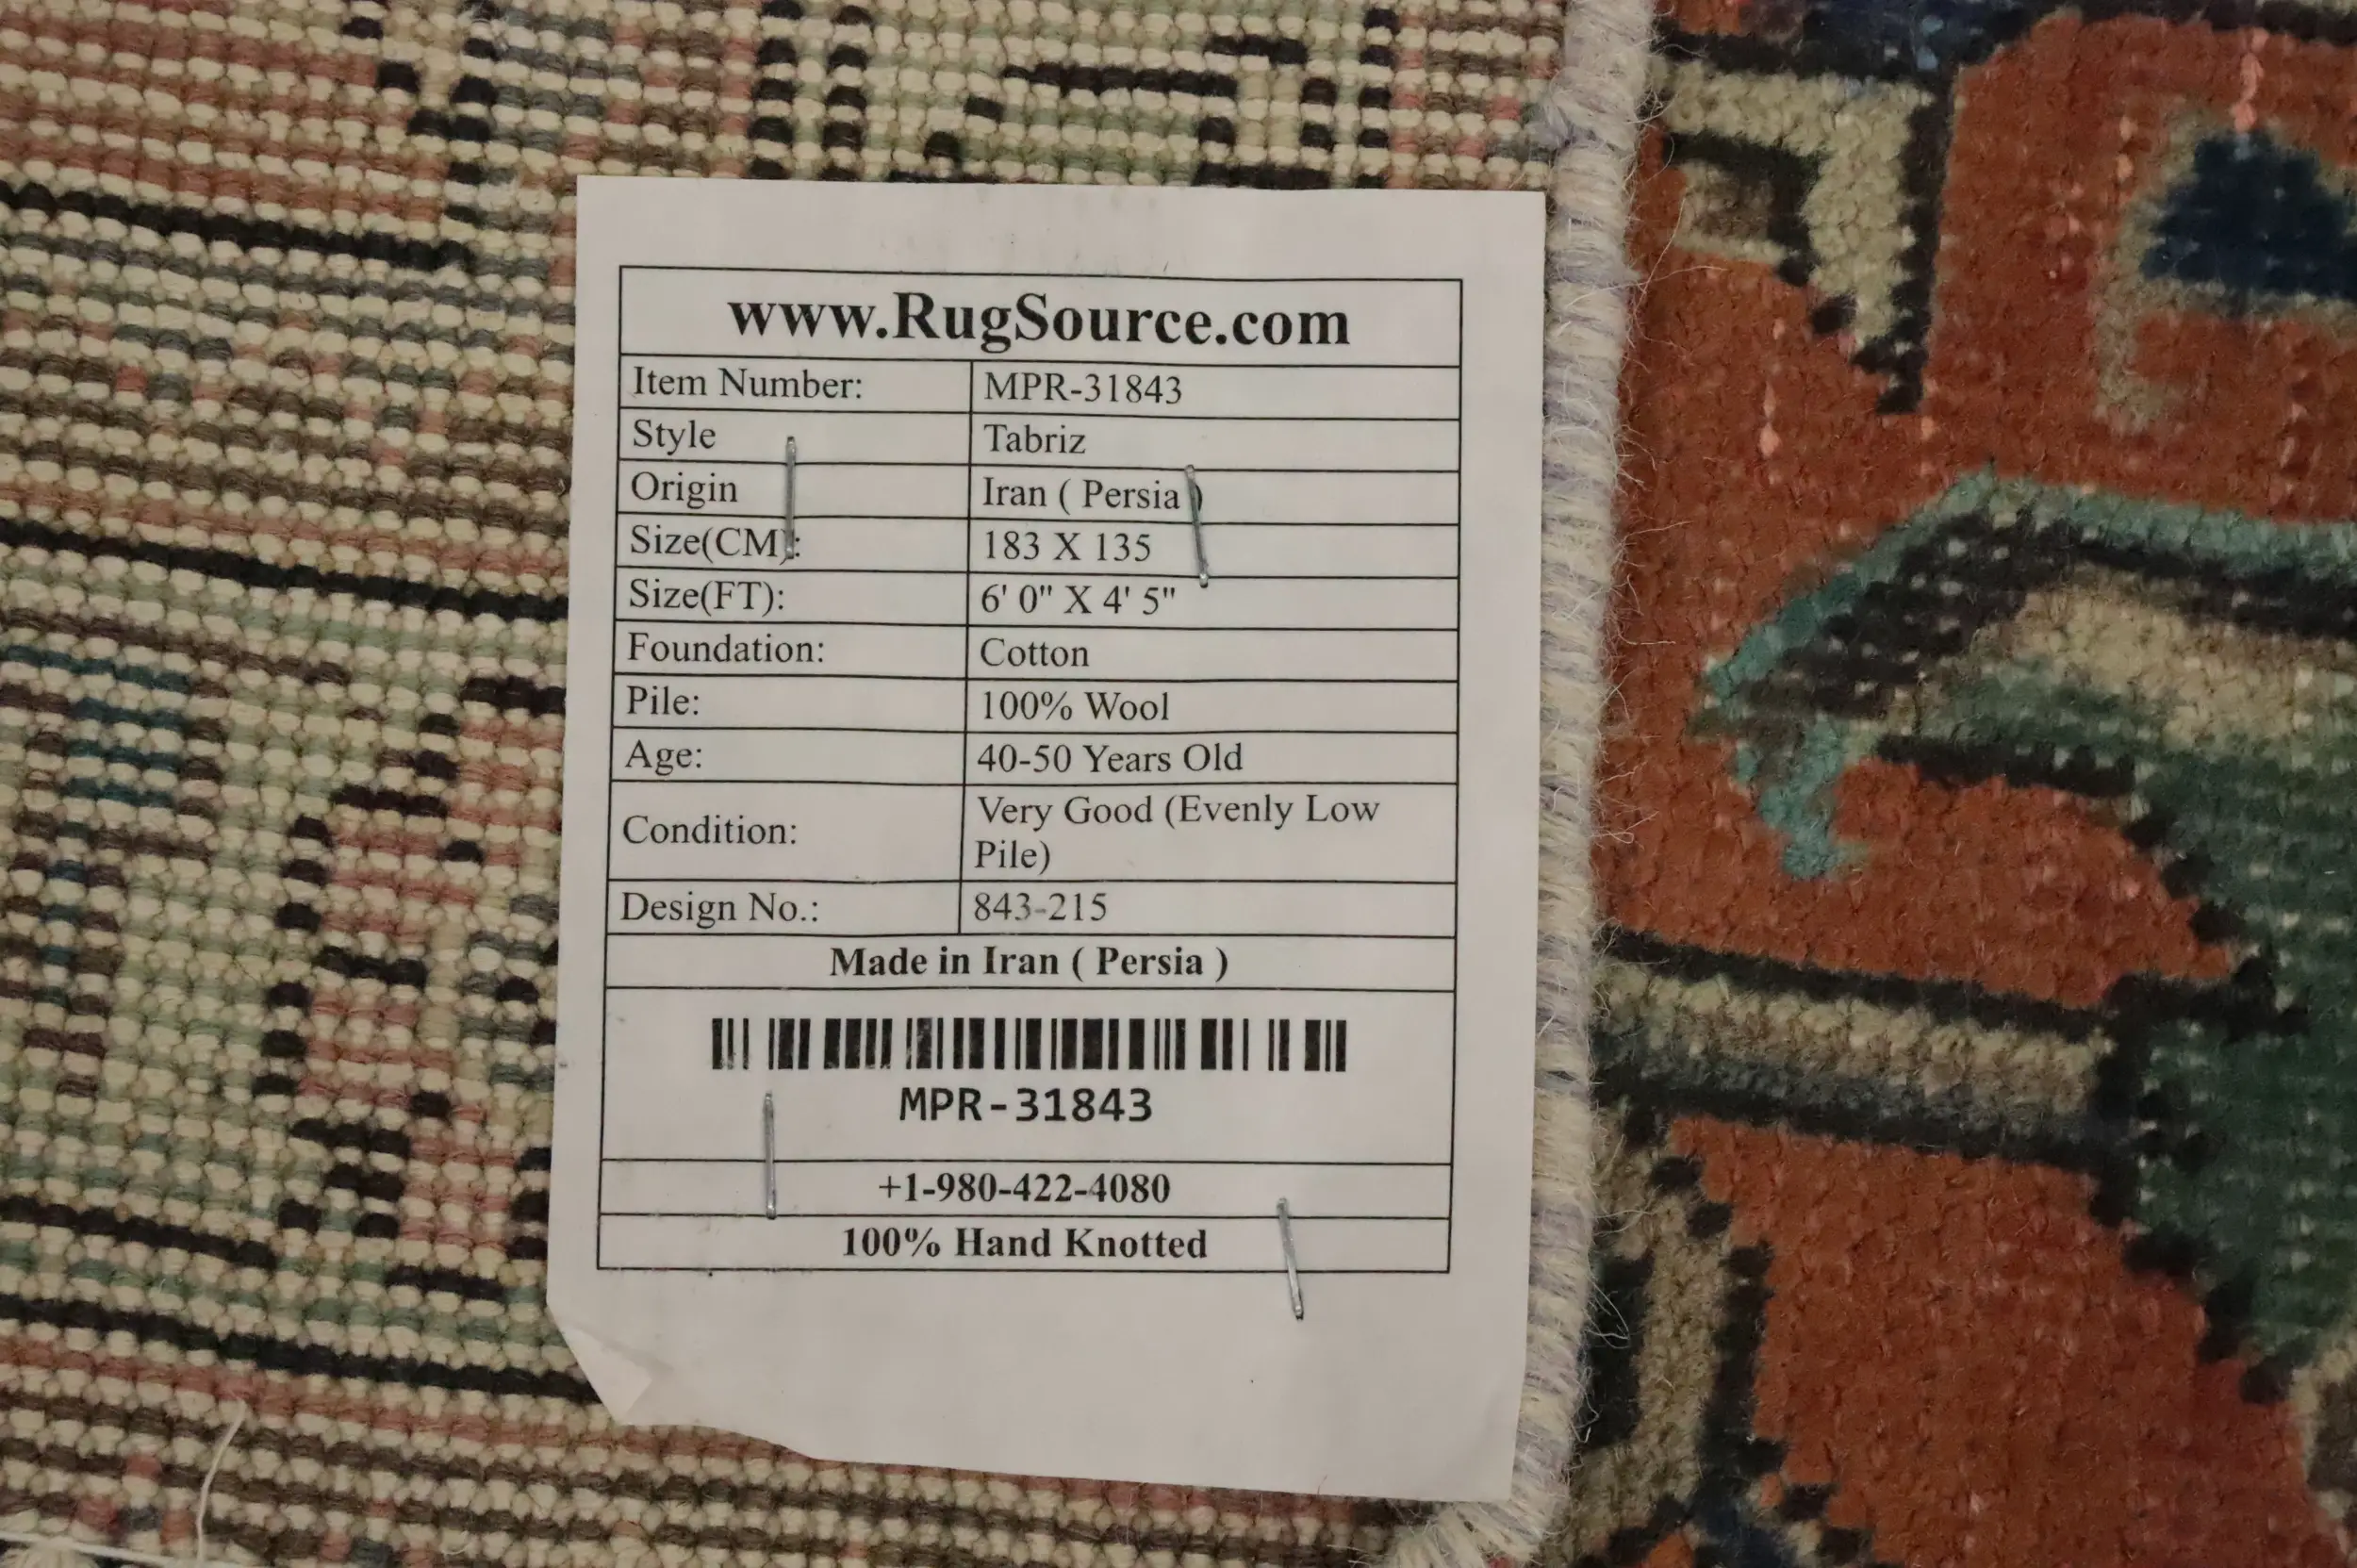 www.RugSource.com
Item Number: MPR-31843
Style Tabriz
Origin Iran ( Persia )
Size(CM): 183 X 135
Size(FT): 6' 0" X 4' 5"
Foundation: Cotton
Pile: 100% Wool
Age: 40-50 Years Old
Condition: Very Good (Evenly Low
Pile)
Design No.: 843-215
Made in Iran ( Persia )
MPR-31843
+1-980-422-4080
100% Hand Knotted